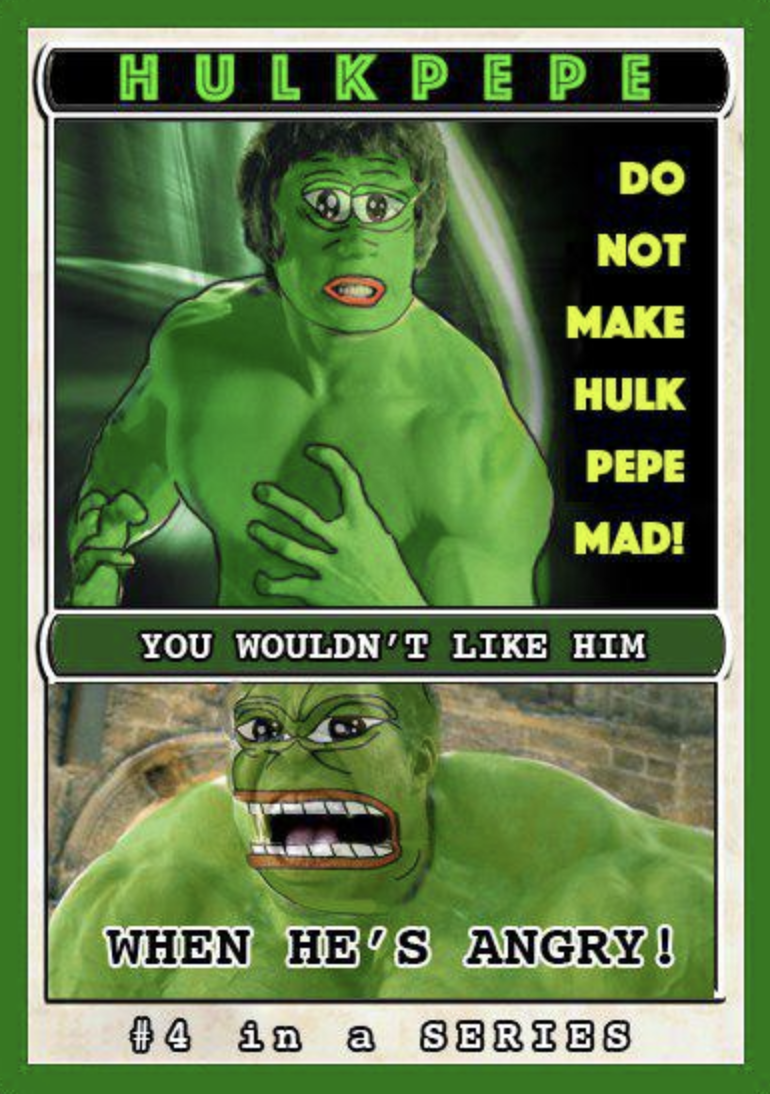 HULKPEPE
DO
NOT
MAKE
HULK
PEPE
MAD!
YOU WOULDN'T LIKE HIM
WHEN HE'S ANGRY!
#4 in a SERIES